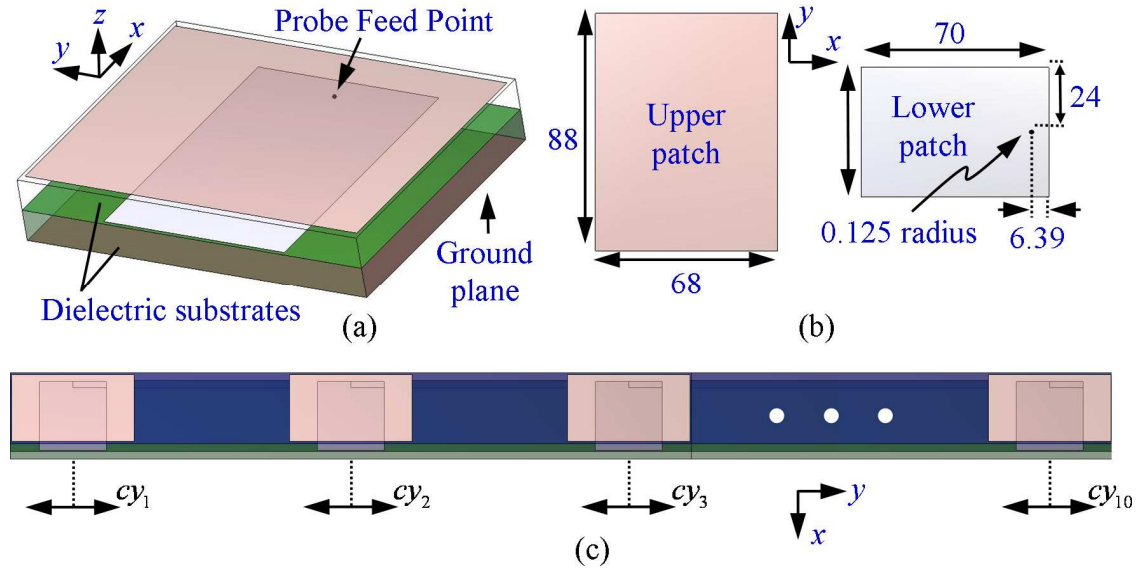 (a)
z
x
y
Probe Feed Point
Dielectric substrates
Ground
plane
(b)
y
x
Upper
patch
88
68
70
Lower
patch
24
0.125 radius
6.39
cy1
cy2
cy3
cy10
y
x
(c)